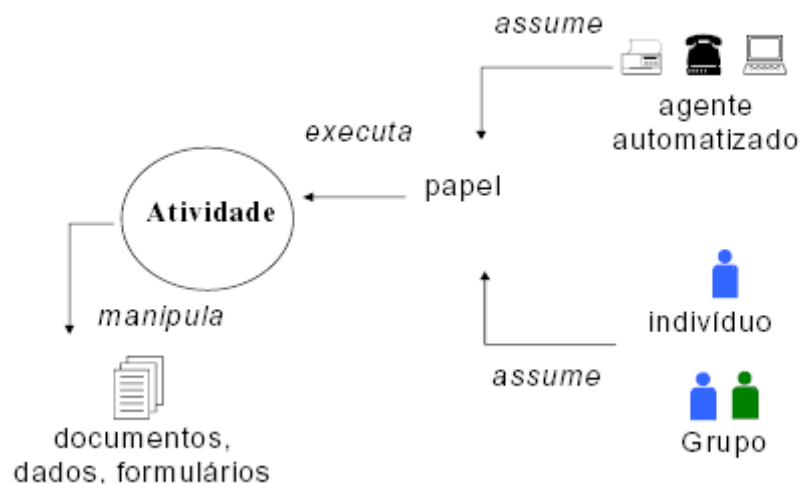 assume
agente
automatizado
executa
papel
Atividade
manipula
indivíduo
assume
Grupo
documentos,
dados, formulários